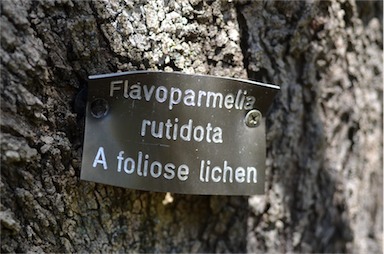 Flavoparmelia
rutidota
A foliose lichen